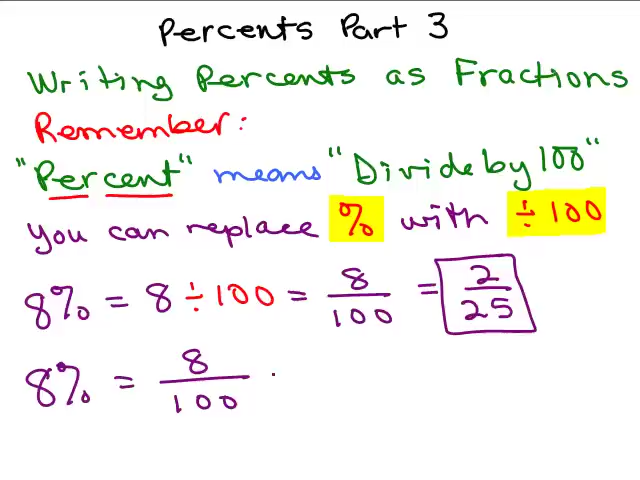 Percents Part 3
Writing Percents as Fractions
Remember:
"Percent" means "Divide by 100"
You can replace % with ÷100
8% = 8 ÷100 = 8/100 = 2/25
8% = 8/100